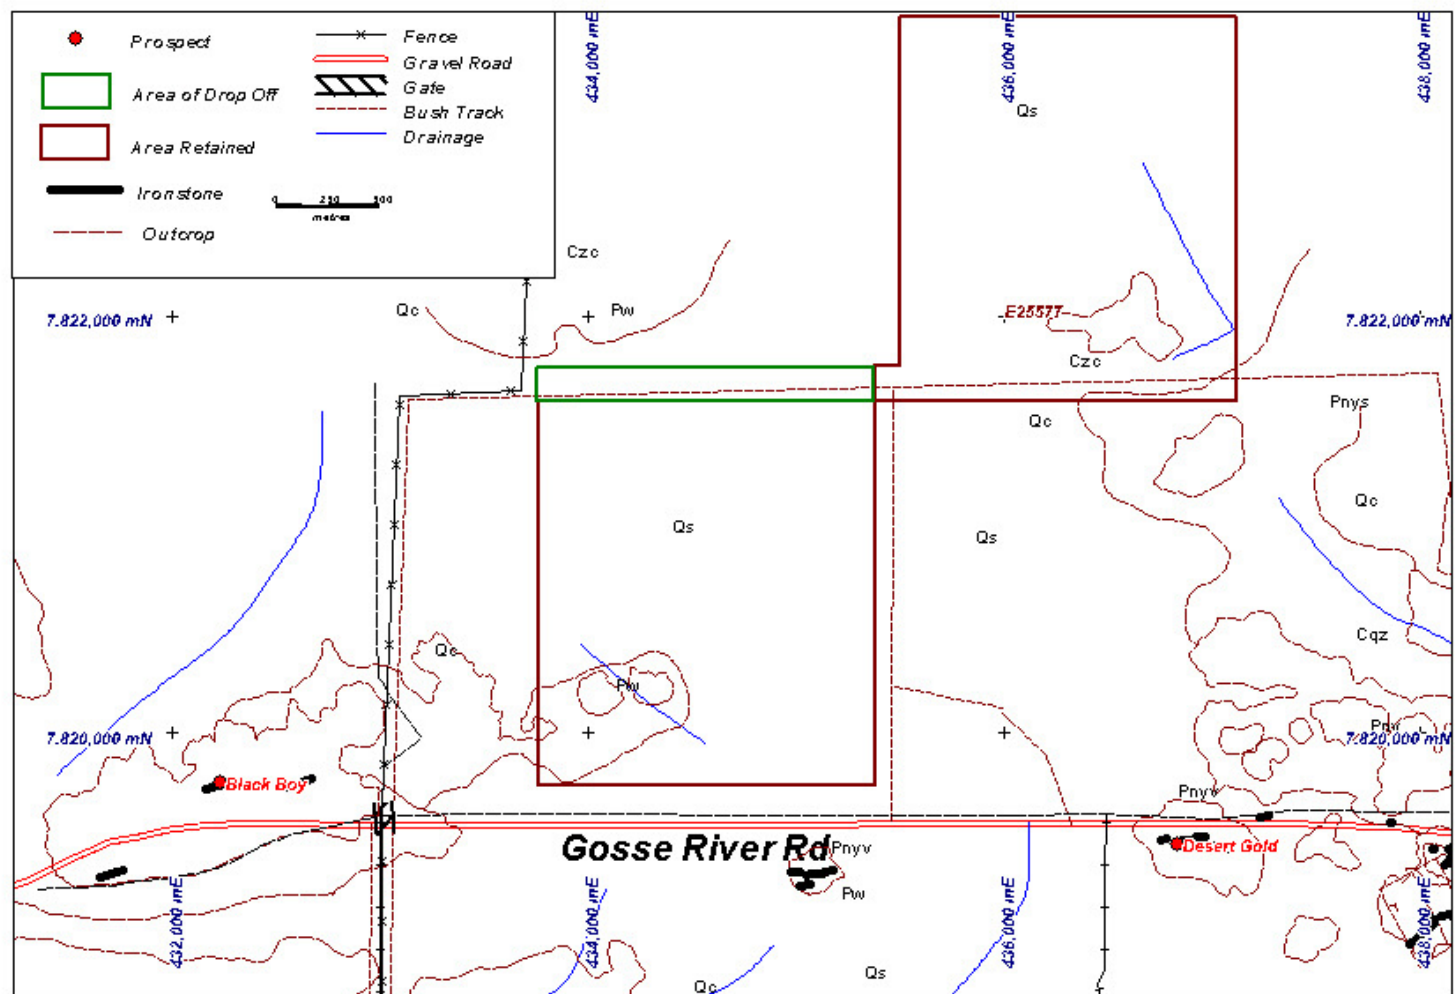 Prospect
Area of Drop Off
Area Retained
Ironstone
Outcrop
Fence
Gravel Road
Gate
Bush Track
Drainage
0 250 500
metres
434,000 mE
436,000 mE
438,000 mE
Qs
Czc
Qc
Pw
7.822,000 mN
E25577
7.822,000 mN
Czc
Qc
Pnys
Qc
Qs
Qs
Cqz
Qc
Pw
7.820,000 mN
Pnv
7.820,000 mN
Black Boy
Pnyv
Gosse River Rd
Pnyv
Desert Gold
Pw
432,000 mE
434,000 mE
436,000 mE
438,000 mE
Qs
Qc